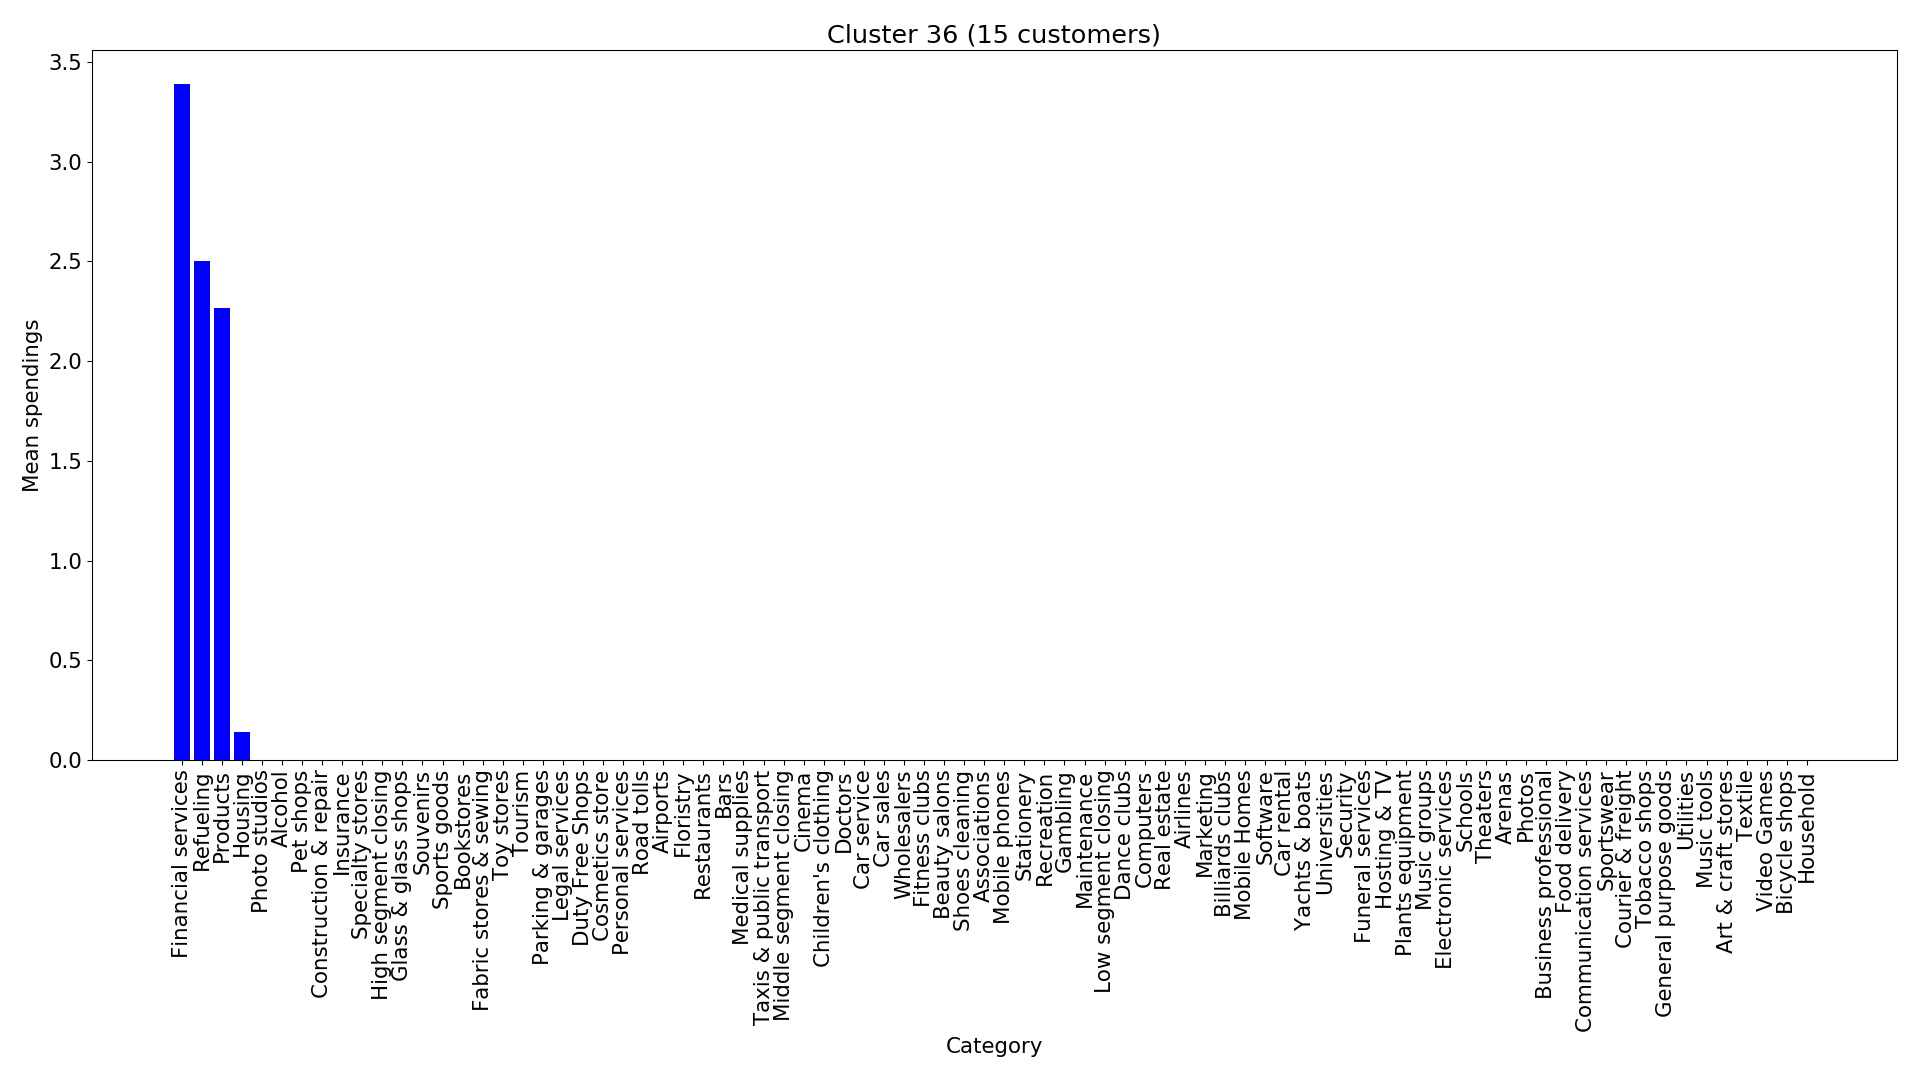 Cluster 36 (15 customers)
3.5
3.0
2.5
2.0
1.5
1.0
0.5
0.0
Mean spendings
Financial services
Refueling
Products
Housing
Photo studios
Alcohol
Pet shops
Construction & repair
Insurance
Specialty stores
High segment closing
Glass & glass shops
Souvenirs
Sports goods
Bookstores
Fabric stores & sewing
Toy stores
Tourism
Parking & garages
Legal services
Duty Free Shops
Cosmetics store
Personal services
Road tolls
Airports
Floristry
Restaurants
Bars
Medical supplies
Taxis & public transport
Middle segment closing
Cinema
Children's clothing
Doctors
Car service
Car sales
Wholesalers
Fitness clubs
Beauty salons
Shoes cleaning
Associations
Mobile phones
Stationery
Recreation
Gambling
Maintenance
Low segment closing
Dance clubs
Computers
Real estate
Airlines
Marketing
Billiards clubs
Mobile Homes
Software
Car rental
Yachts & boats
Universities
Security
Funeral services
Hosting & TV
Plants equipment
Music groups
Electronic services
Schools
Theaters
Arenas
Photos
Business professional
Food delivery
Communication services
Sportswear
Courier & freight
Tobacco shops
General purpose goods
Utilities
Music tools
Art & craft stores
Textile
Video Games
Bicycle shops
Household
Category